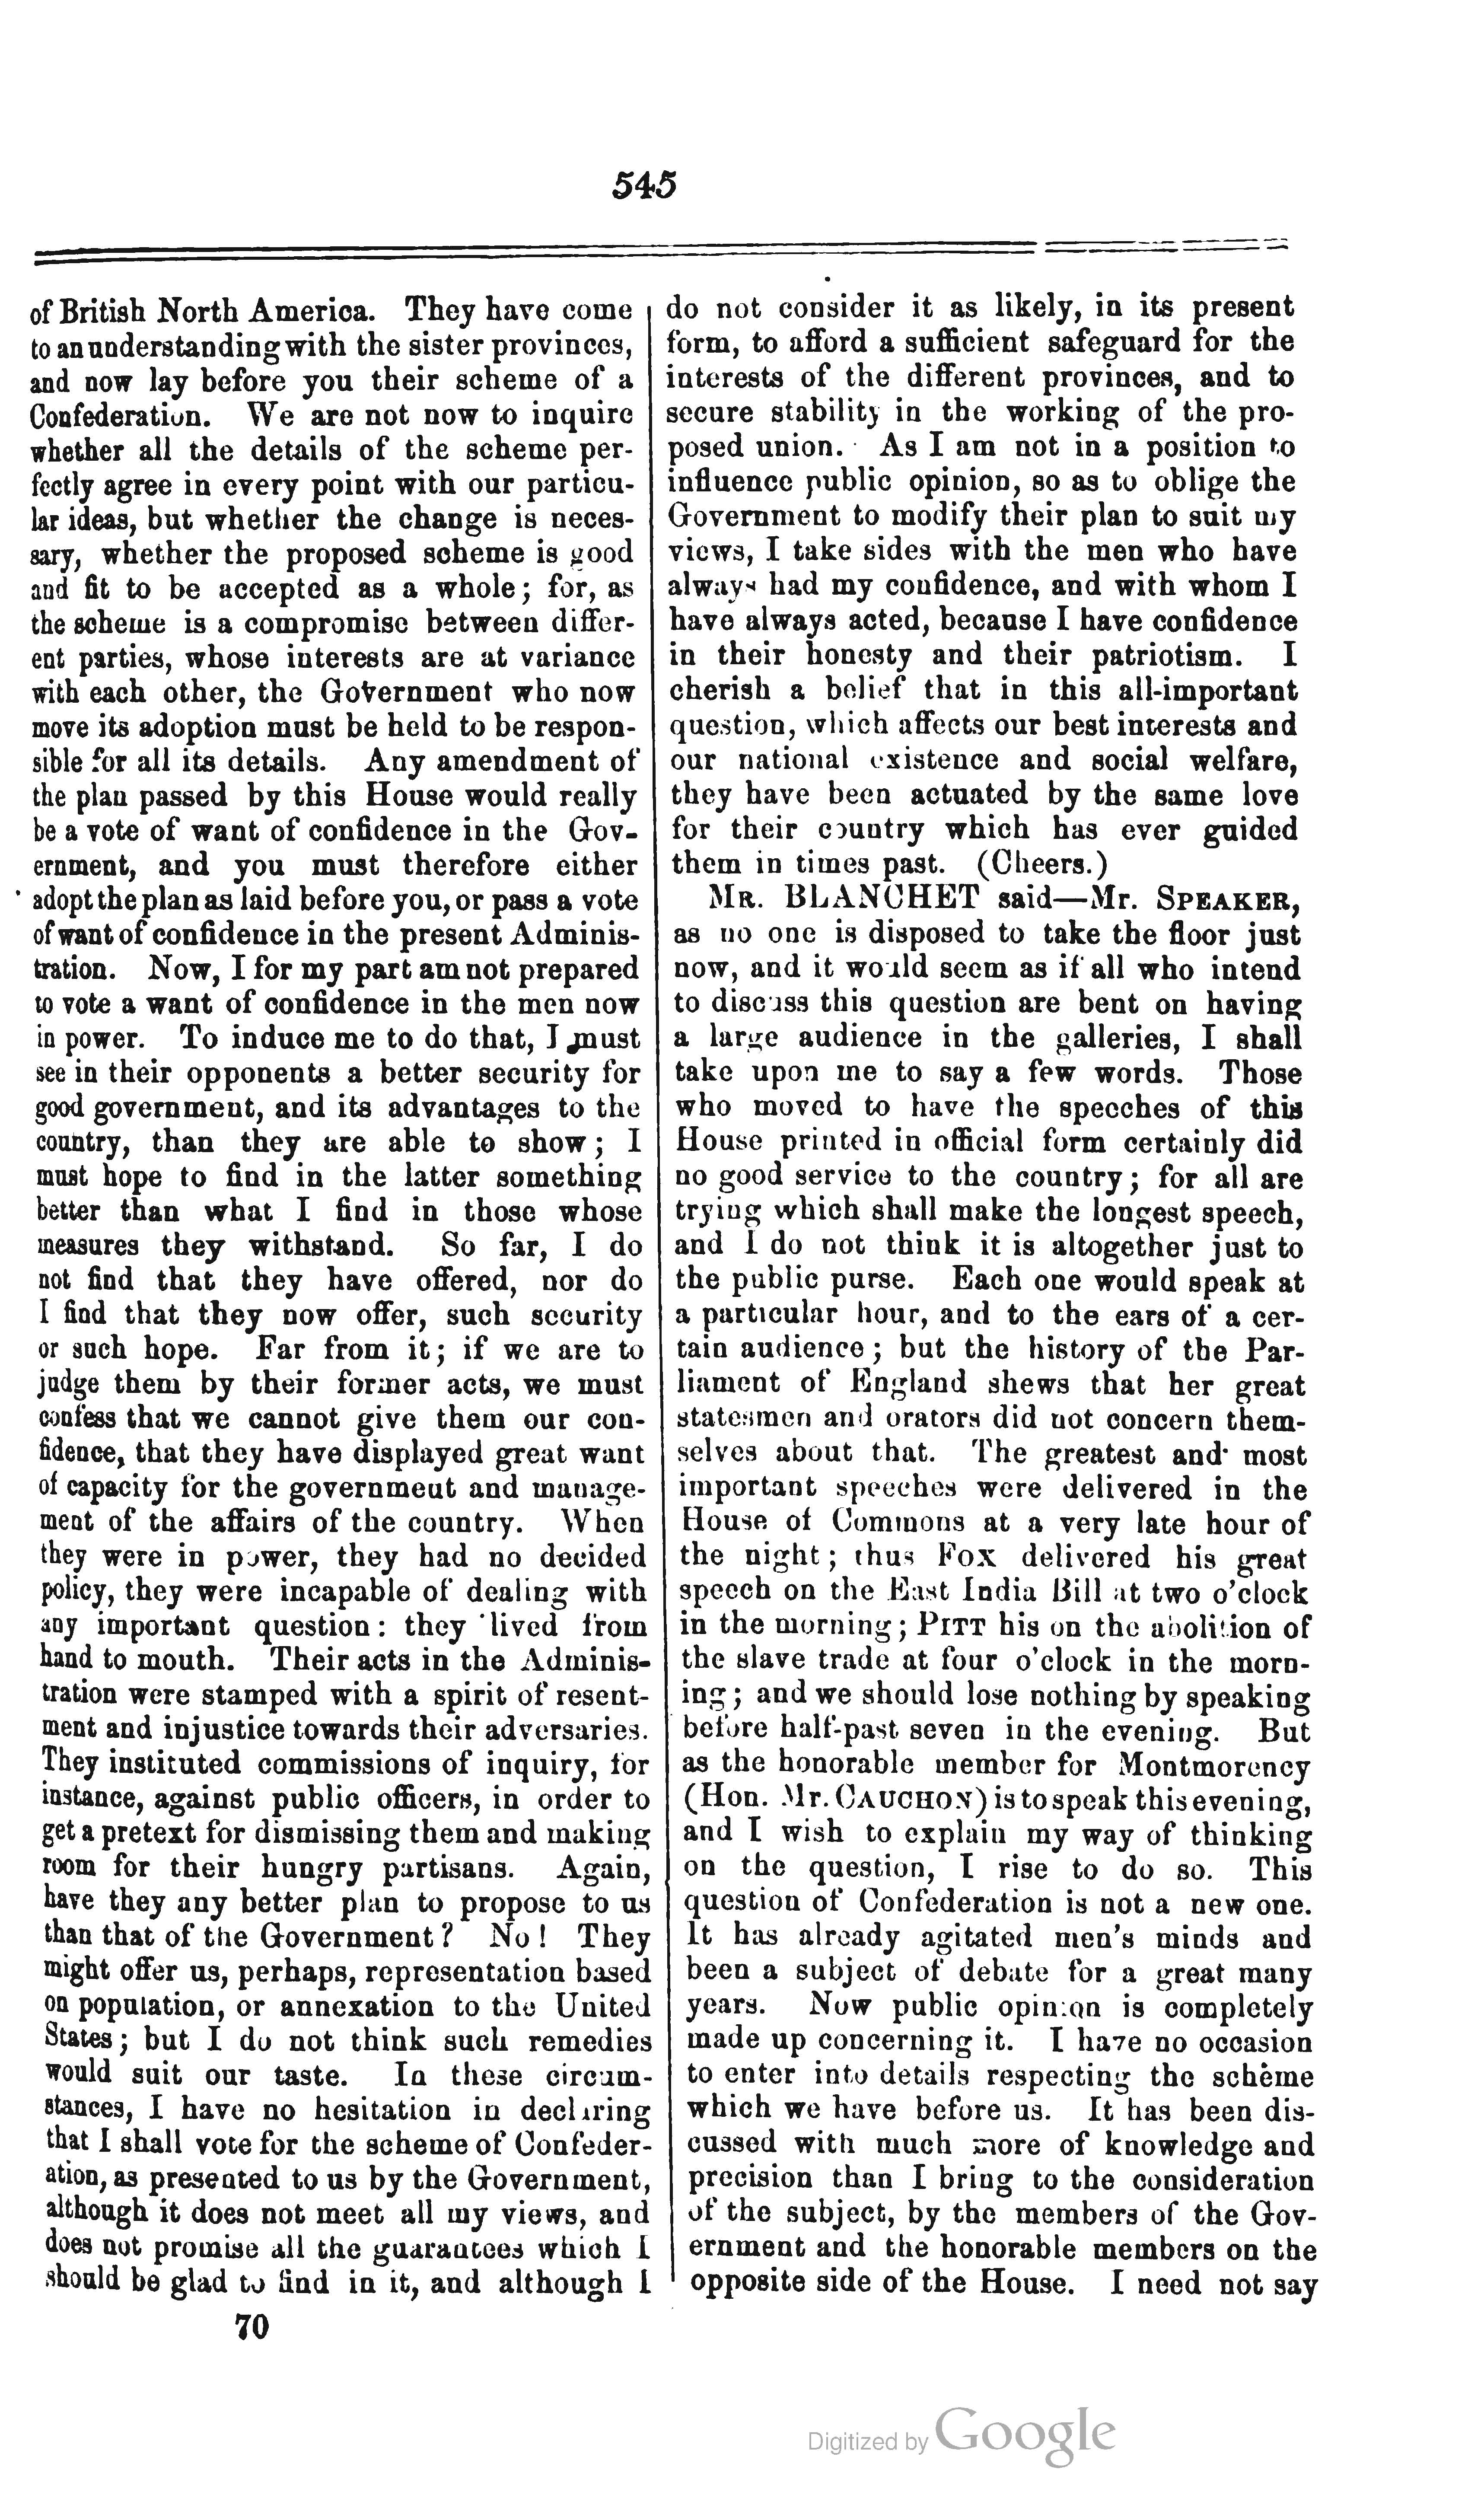 545
of British North America. They have come
to an understanding with the sister provinces,
and now lay before you their scheme of a
Confederation. We are not now to inquire
whether all the details of the scheme per-
fectly agree in every point with our particu-
lar ideas, but whether the change is neces-
sary, whether the proposed scheme is good
and fit to be accepted as a whole; for, as
the scheme is a compromise between differ-
ent parties, whose interests are at variance
with each other, the Government who now
move its adoption must be held to be respon-
sible for all its details. Any amendment of
the plan passed by this House would really
be a vote of want of confidence in the Gov-
ernment, and you must therefore either
adopt the plan as laid before you, or pass a vote
of want of confidence in the present Adminis-
tration. Now, I for my part am not prepared
to vote a want of confidence in the men now
in power. To induce me to do that, I must
see in their opponents a better security for
good government, and its advantages to the
country, than they are able to show; I
must hope to find in the latter something
better than what I find in those whose
measures they withstand. So far, I do
not find that they have offered, nor do
I find that they now offer, such security
or such hope. Far from it; if we are to
judge them by their former acts, we must
confess that we cannot give them our con-
fidence, that they have displayed great want
of capacity for the government and manage-
ment of the affairs of the country. When
they were in power, they had no decided
policy, they were incapable of dealing with
any important question: they lived from
hand to mouth. Their acts in the Adminis-
tration were stamped with a spirit of resent-
ment and injustice towards their adversaries.
They instituted commissions of inquiry, for
instance, against public officers, in order to
get a pretext for dismissing them and making
room for their hungry partisans. Again,
have they any better plan to propose to us
than that of the Government? No! They
might offer us, perhaps, representation based
on population, or annexation to the United
States; but I do not think such remedies
would suit our taste. In these circum-
stances, I have no hesitation in declaring
that I shall vote for the scheme of Confeder-
ation, as presented to us by the Government,
although it does not meet all my views, and
does not promise all the guarantees which I
should be glad to find in it, and although I
70
do not consider it as likely, in its present
form, to afford a sufficient safeguard for the
interests of the different provinces, and to
secure stability in the working of the pro-
posed union. As I am not in a position to
influence public opinion, so as to oblige the
Government to modify their plan to suit my
views, I take sides with the men who have
always had my confidence, and with whom I
have always acted, because I have confidence
in their honesty and their patriotism. I
cherish a belief that in this all-important
question, which affects our best interests and
our national existence and social welfare,
they have been actuated by the same love
for their country which has ever guided
them in times past. (Cheers.)
MR. BLANCHET said—Mr. SPEAKER,
as no one is disposed to take the floor just
now, and it would seem as if all who intend
to discuss this question are bent on having
a large audience in the galleries, I shall
take upon me to say a few words. Those
who moved to have the speeches of this
House printed in official form certainly did
no good service to the country; for all are
trying which shall make the longest speech,
and I do not think it is altogether just to
the public purse. Each one would speak at
a particular hour, and to the ears of a cer-
tain audience; but the history of the Par-
liament of England shews that her great
statesmen and orators did not concern them-
selves about that. The greatest and most
important speeches were delivered in the
House of Commons at a very late hour of
the night; thus FOX delivered his great
speech on the East India Bill at two o'clock
in the morning; PITT his on the abolition of
the slave trade at four o'clock in the morn-
ing; and we should lose nothing by speaking
before half-past seven in the evening. But
as the honorable member for Montmorency
(Hon. Mr. CAUCHON) is to speak this evening,
and I wish to explain my way of thinking
on the question, I rise to do so. This
question of Confederation is not a new one.
It has already agitated men's minds and
been a subject of debate for a great many
years. Now public opinion is completely
made up concerning it. I have no occasion
to enter into details respecting the scheme
which we have before us. It has been dis-
cussed with much more of knowledge and
precision than I bring to the consideration
of the subject, by the members of the Gov-
ernment and the honorable members on the
opposite side of the House. I need not say
Digitized by Google